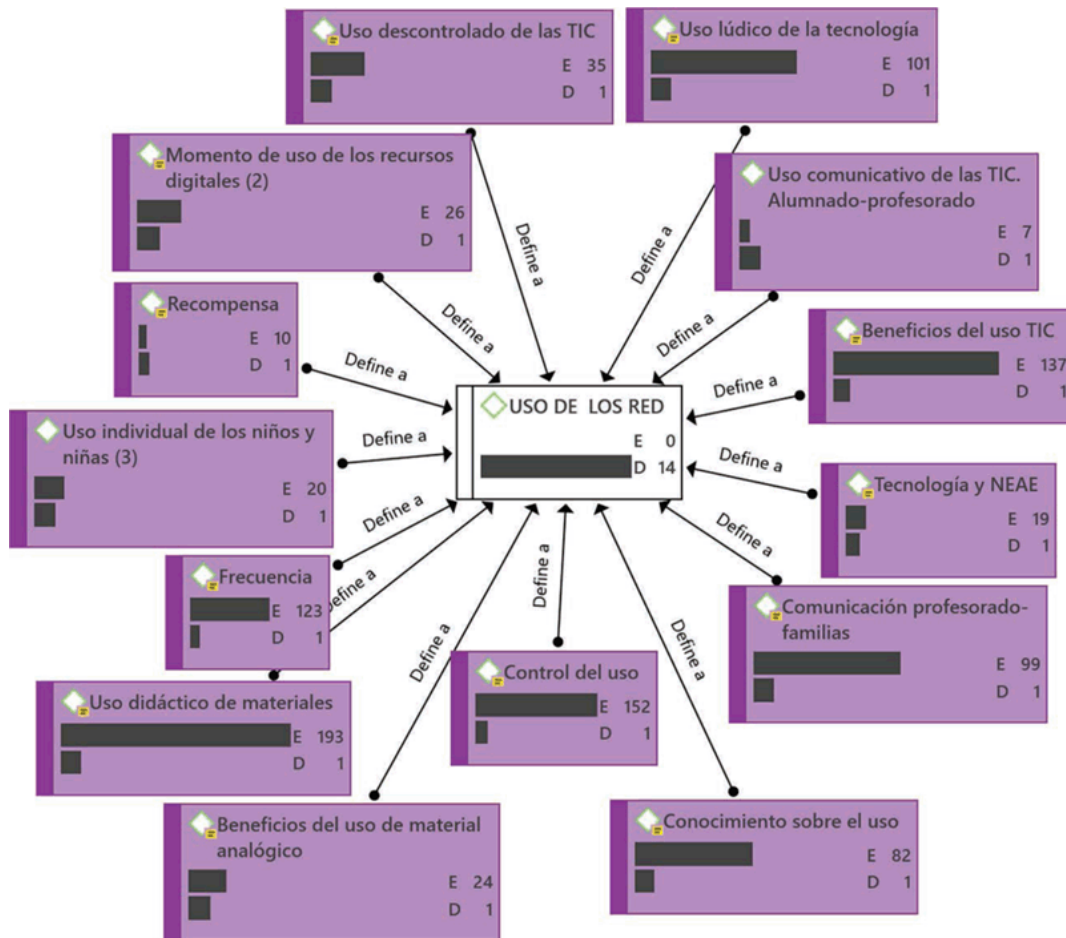 Uso descontrolado de las TIC
E 35
D 1
Uso lúdico de la tecnología
E 101
D 1
Momento de uso de los recursos
digitales (2)
E 26
D 1
Uso comunicativo de las TIC.
Alumnado-profesorado
E 7
D 1
Define a
Define a
Recompensa
E 10
D 1
Define a
Define a
Beneficios del uso TIC
E 137
D 1
Define a
Define a
USO DE LOS RED
E 0
D 14
Uso individual de los niños y
niñas (3)
E 20
D 1
Define a
Define a
Tecnología y NEAE
E 19
D 1
Define a
Define a
Frecuencia
E 123
D 1
Define a
Define a
Define a
Define a
Comunicación profesorado-
familias
E 99
D 1
Uso didáctico de materiales
E 193
D 1
Control del uso
E 152
D 1
Beneficios del uso de material
analógico
E 24
D 1
Conocimiento sobre el uso
E 82
D 1